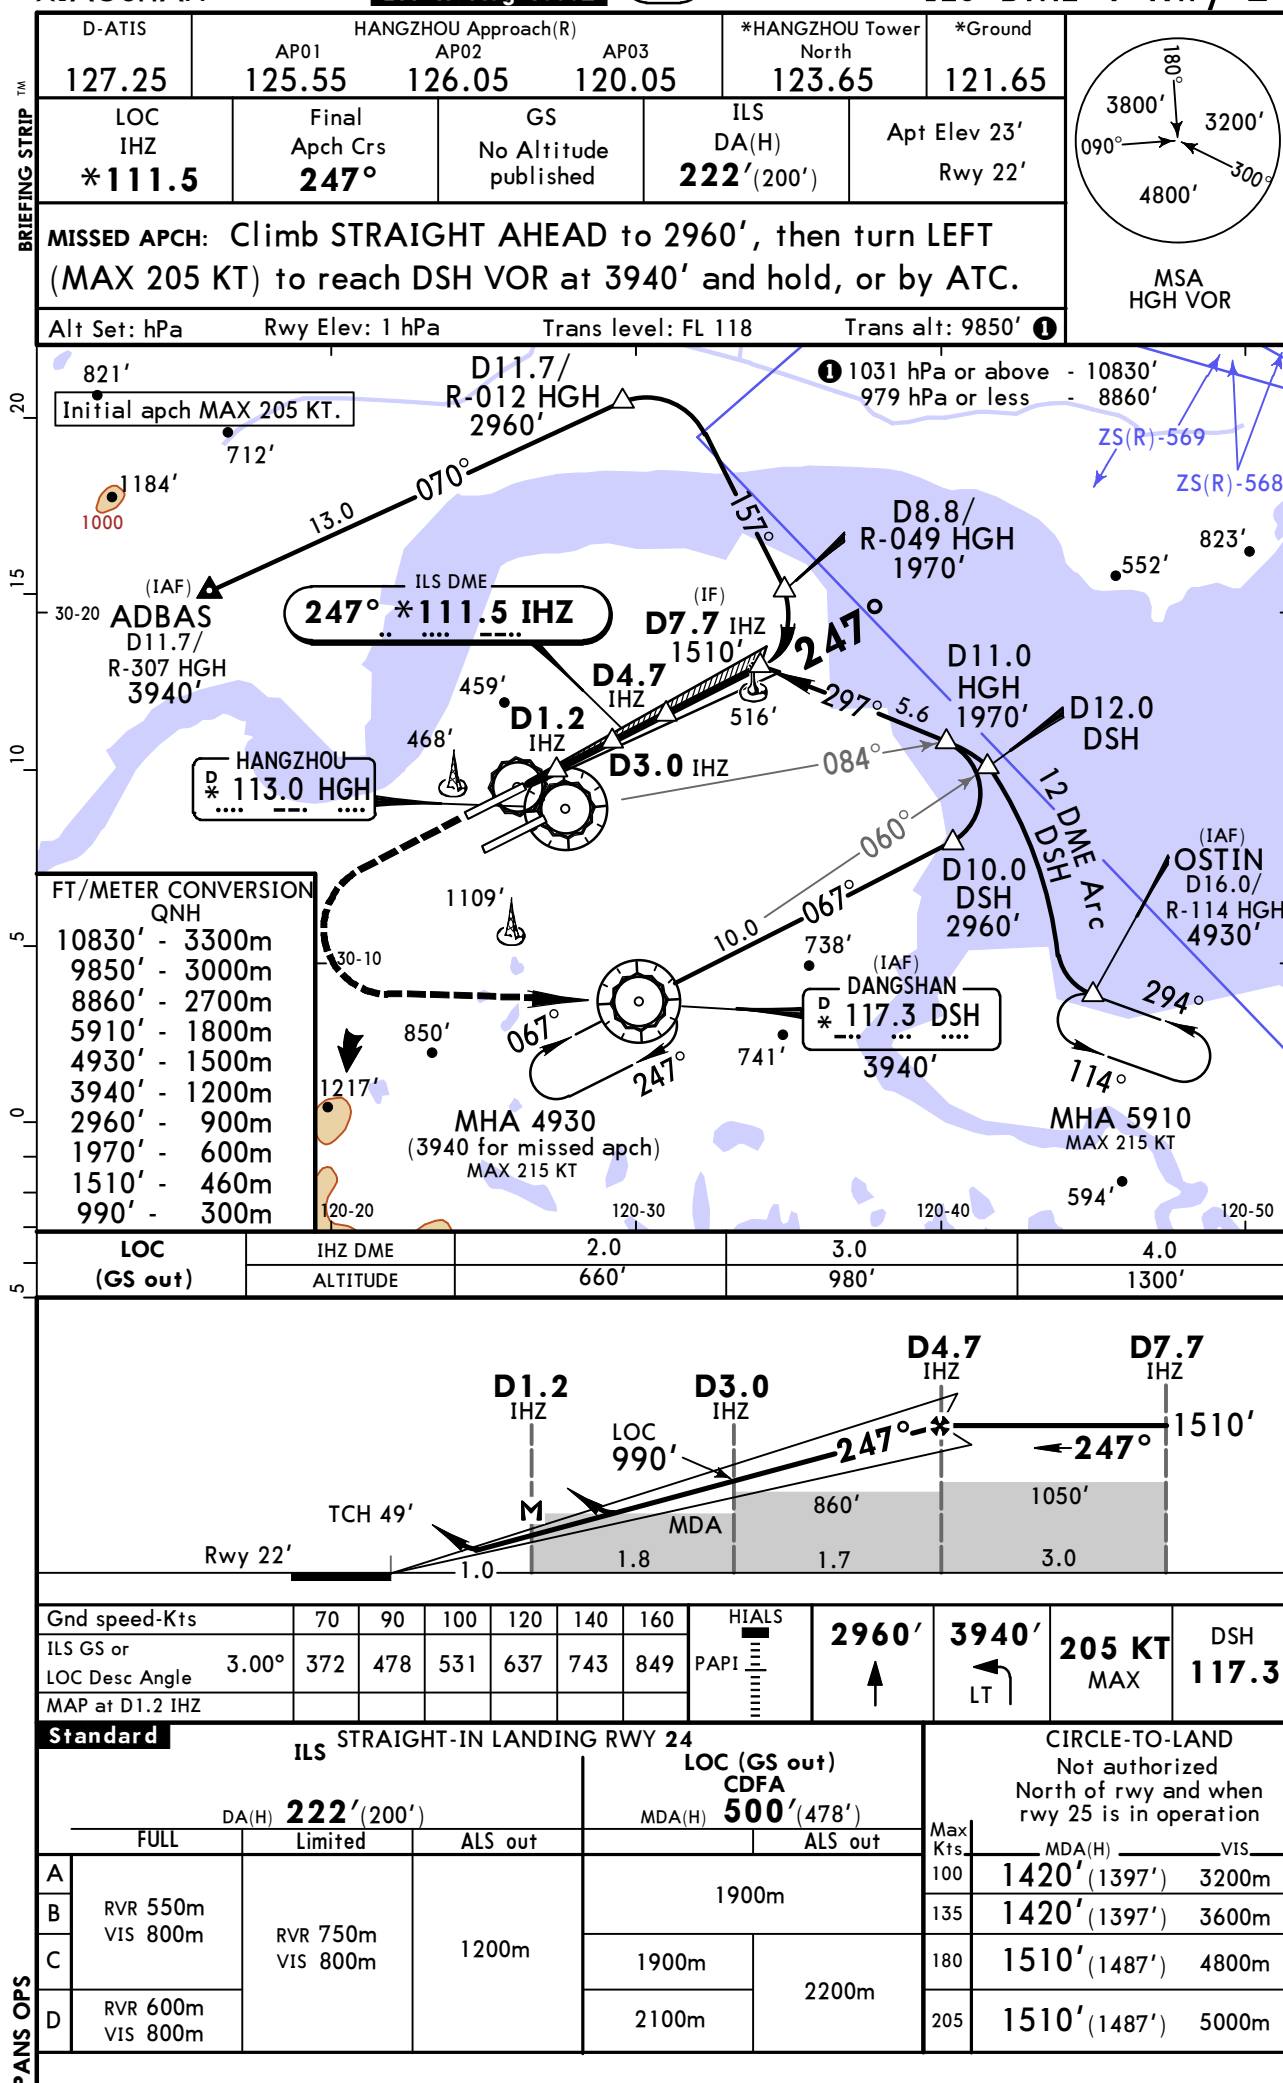 D-ATIS
127.25
HANGZHOU Approach(R)
AP01 AP02 AP03
125.55 126.05 120.05
*HANGZHOU Tower
North
123.65
*Ground
121.65
BRIEFING STRIP TM
LOC
IHZ
*111.5
Final
Apch Crs
247°
GS
No Altitude
published
ILS
DA(H)
222'(200')
Apt Elev 23'
Rwy 22'
180°
3800'
3200'
090°
300°
4800'
MSA
HGH VOR
MISSED APCH: Climb STRAIGHT AHEAD to 2960', then turn LEFT
(MAX 205 KT) to reach DSH VOR at 3940' and hold, or by ATC.
Alt Set: hPa Rwy Elev: 1 hPa Trans level: FL 118 Trans alt: 9850' 1
821'
Initial apch MAX 205 KT.
712'
1184'
1000
D11.7/
R-012 HGH
2960'
1 1031 hPa or above - 10830'
979 hPa or less - 8860'
ZS(R)-569
ZS(R)-568
20
15
10
5
0
5
070°
13.0
157°
D8.8/
R-049 HGH
1970'
823'
552'
30-20
(IAF)
ADBAS
D11.7/
R-307 HGH
3940'
ILS DME
247° *111.5 IHZ
(IF)
D7.7 IHZ
1510'
247°
D4.7
IHZ
459'
D1.2
IHZ
516'
297°
5.6
D11.0
HGH
1970'
D12.0
DSH
468'
D3.0 IHZ
HANGZHOU
D
* 113.0 HGH
084°
060°
12 DME Arc
DSH
(IAF)
OSTIN
D16.0/
R-114 HGH
4930'
D10.0
DSH
2960'
067°
10.0
1109'
738'
30-10
(IAF)
DANGSHAN
D
* 117.3 DSH
3940'
067°
247°
850'
741'
294°
114°
1217'
MHA 4930
(3940 for missed apch)
MAX 215 KT
MHA 5910
MAX 215 KT
594'
120-20
120-30
120-40
120-50
FT/METER CONVERSION
QNH
10830' - 3300m
9850' - 3000m
8860' - 2700m
5910' - 1800m
4930' - 1500m
3940' - 1200m
2960' - 900m
1970' - 600m
1510' - 460m
990' - 300m
LOC
(GS out)
IHZ DME 2.0 3.0 4.0
ALTITUDE 660' 980' 1300'
D4.7
IHZ
D7.7
IHZ
D1.2
IHZ
D3.0
IHZ
LOC
990'
247°
1510'
247°
TCH 49'
M
MDA
860'
1050'
Rwy 22'
1.0
1.8
1.7
3.0
Gnd speed-Kts 70 90 100 120 140 160
ILS GS or
LOC Desc Angle 3.00° 372 478 531 637 743 849
MAP at D1.2 IHZ
HIALS
PAPI
2960'
3940'
LT
205 KT
MAX
DSH
117.3
Standard
STRAIGHT-IN LANDING RWY 24
ILS
DA(H) 222'(200')
LOC (GS out)
CDFA
MDA(H) 500'(478')
CIRCLE-TO-LAND
Not authorized
North of rwy and when
rwy 25 is in operation
FULL Limited ALS out
ALS out
Max
Kts
MDA(H) VIS
A
B
C
D
RVR 550m
VIS 800m
RVR 600m
VIS 800m
RVR 750m
VIS 800m
1200m
1900m
1900m
2100m
2200m
100 1420'(1397') 3200m
135 1420'(1397') 3600m
180 1510'(1487') 4800m
205 1510'(1487') 5000m
PANS OPS